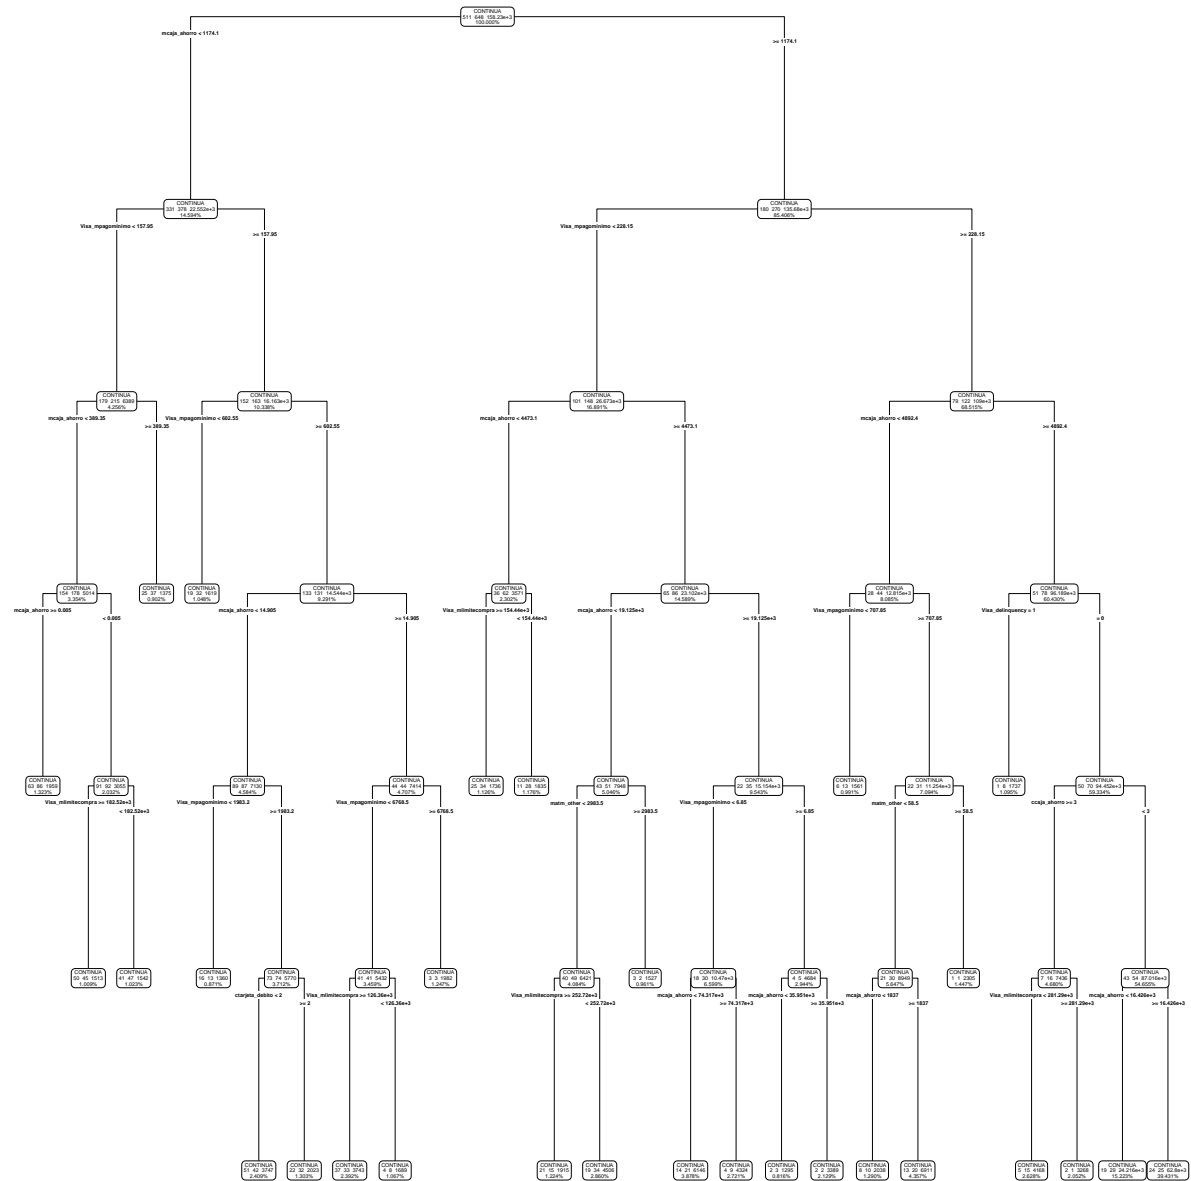 CONTINUA
511 648 158.23e+3
100.000%
mcaja_ahorro < 1174.1
>= 1174.1
CONTINUA
331 378 22.552e+3
14.594%
CONTINUA
180 270 135.68e+3
85.406%
Visa_mpagominimo < 157.95
>= 157.95
Visa_mpagominimo < 228.15
>= 228.15
CONTINUA
179 215 6389
4.256%
CONTINUA
152 163 16.163e+3
10.338%
CONTINUA
101 148 26.673e+3
16.891%
CONTINUA
79 122 109e+3
68.515%
mcaja_ahorro < 389.35
>= 389.35
Visa_mpagominimo < 602.55
>= 602.55
mcaja_ahorro < 4473.1
>= 4473.1
mcaja_ahorro < 4892.4
>= 4892.4
CONTINUA
154 178 5014
3.354%
CONTINUA
25 37 1375
0.902%
CONTINUA
19 32 1619
1.048%
CONTINUA
133 131 14.544e+3
9.291%
CONTINUA
36 62 3571
2.302%
CONTINUA
65 86 23.102e+3
14.589%
CONTINUA
28 44 12.815e+3
8.085%
CONTINUA
51 78 96.189e+3
60.430%
mcaja_ahorro >= 0.005
< 0.005
mcaja_ahorro < 14.905
>= 14.905
Visa_mlimitecompra >= 154.44e+3
< 154.44e+3
mcaja_ahorro < 19.125e+3
>= 19.125e+3
Visa_mpagominimo < 707.85
>= 707.85
Visa_delinquency = 1
= 0
CONTINUA
63 86 1959
1.323%
CONTINUA
91 92 3055
2.032%
CONTINUA
89 87 7130
4.584%
CONTINUA
44 44 7414
4.707%
CONTINUA
25 34 1736
1.126%
CONTINUA
11 28 1835
1.176%
CONTINUA
43 51 7948
5.046%
CONTINUA
22 35 15.154e+3
9.543%
CONTINUA
6 13 1561
0.991%
CONTINUA
22 31 11.254e+3
7.094%
CONTINUA
1 8 1737
1.095%
CONTINUA
50 70 94.452e+3
59.334%
Visa_mlimitecompra >= 182.52e+3
< 182.52e+3
Visa_mpagominimo < 1983.2
>= 1983.2
Visa_mpagominimo < 6768.5
>= 6768.5
matm_other < 2983.5
>= 2983.5
Visa_mpagominimo < 6.85
>= 6.85
matm_other < 58.5
>= 58.5
ccaja_ahorro >= 3
< 3
CONTINUA
50 45 1513
1.009%
CONTINUA
41 47 1542
1.023%
CONTINUA
16 13 1360
0.871%
CONTINUA
73 74 5770
3.712%
CONTINUA
41 41 5432
3.459%
CONTINUA
3 3 1982
1.247%
CONTINUA
40 49 6421
4.084%
CONTINUA
3 2 1527
0.961%
CONTINUA
18 30 10.47e+3
6.599%
CONTINUA
4 5 4684
2.944%
CONTINUA
21 30 8949
5.647%
CONTINUA
1 1 2305
1.447%
CONTINUA
7 16 7436
4.680%
CONTINUA
43 54 87.016e+3
54.655%
ctarjeta_debito < 2
>= 2
Visa_mlimitecompra >= 126.36e+3
< 126.36e+3
Visa_mlimitecompra >= 252.72e+3
< 252.72e+3
mcaja_ahorro < 74.317e+3
>= 74.317e+3
mcaja_ahorro < 35.951e+3
>= 35.951e+3
mcaja_ahorro < 1837
>= 1837
Visa_mlimitecompra < 281.29e+3
>= 281.29e+3
mcaja_ahorro < 16.426e+3
>= 16.426e+3
CONTINUA
51 42 3747
2.409%
CONTINUA
22 32 2023
1.303%
CONTINUA
37 33 3743
2.392%
CONTINUA
4 8 1689
1.067%
CONTINUA
21 15 1915
1.224%
CONTINUA
19 34 4506
2.860%
CONTINUA
14 21 6146
3.878%
CONTINUA
4 9 4324
2.721%
CONTINUA
2 3 1295
0.816%
CONTINUA
2 2 3389
2.129%
CONTINUA
8 10 2038
1.290%
CONTINUA
13 20 6911
4.357%
CONTINUA
5 15 4168
2.628%
CONTINUA
2 1 3268
2.052%
CONTINUA
19 29 24.216e+3
15.223%
CONTINUA
24 25 62.8e+3
39.431%